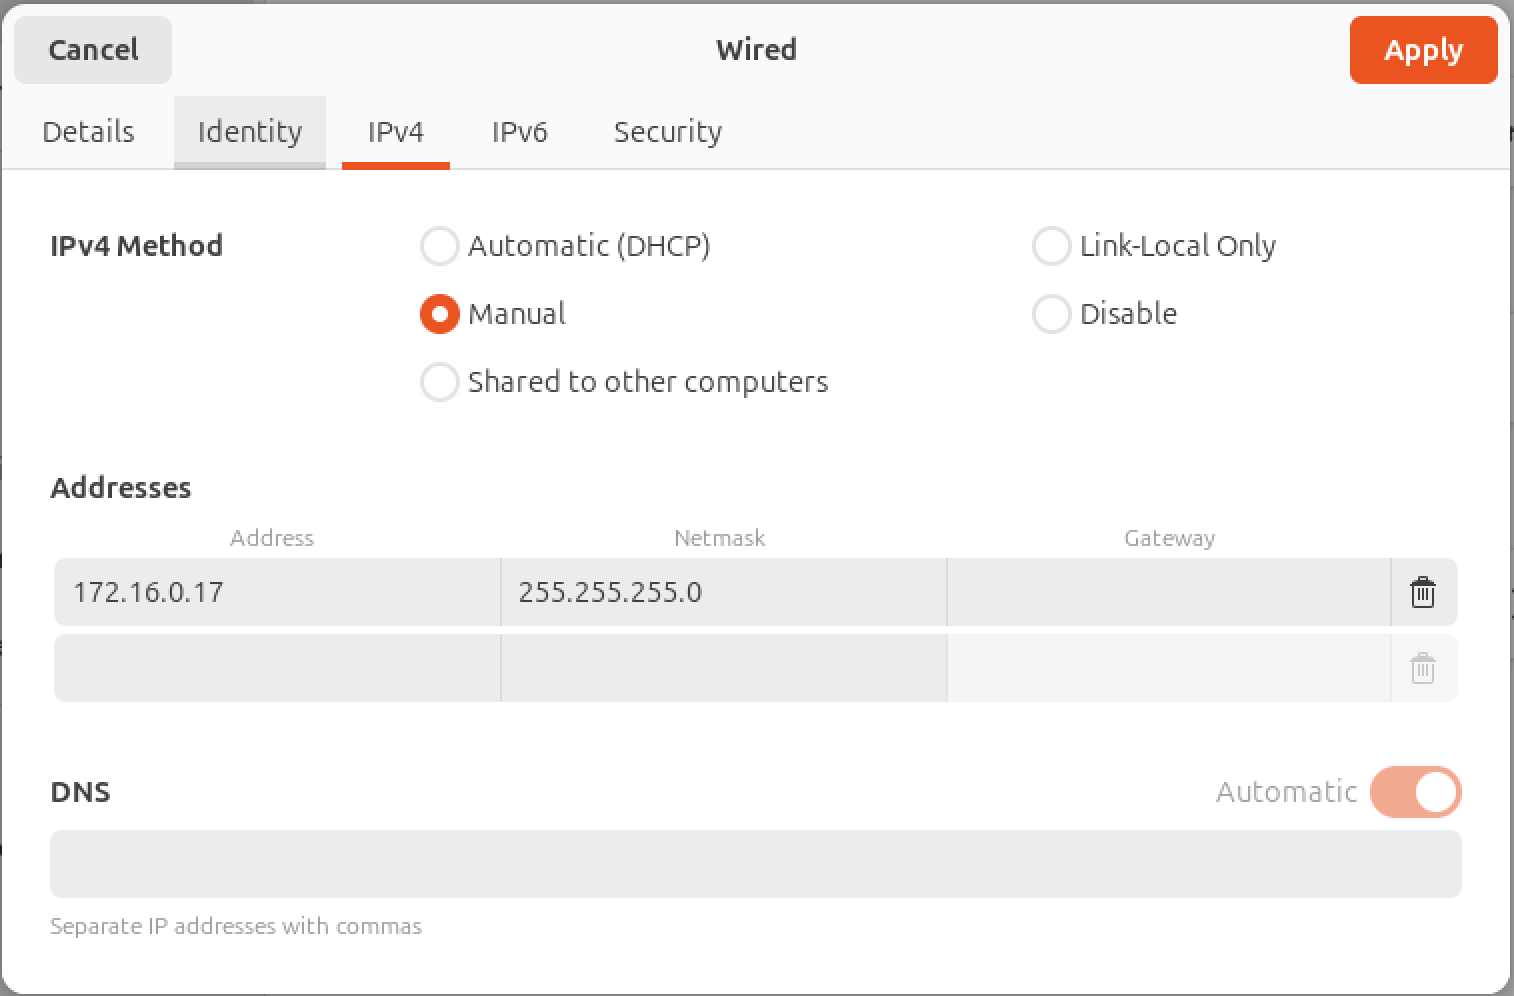 Cancel Wired Apply
Details Identity IPv4 IPv6 Security
IPv4 Method Automatic (DHCP) Link-Local Only
Manual Disable
Shared to other computers
Addresses
Address Netmask Gateway
172.16.0.17 255.255.255.0
DNS Automatic
Separate IP addresses with commas